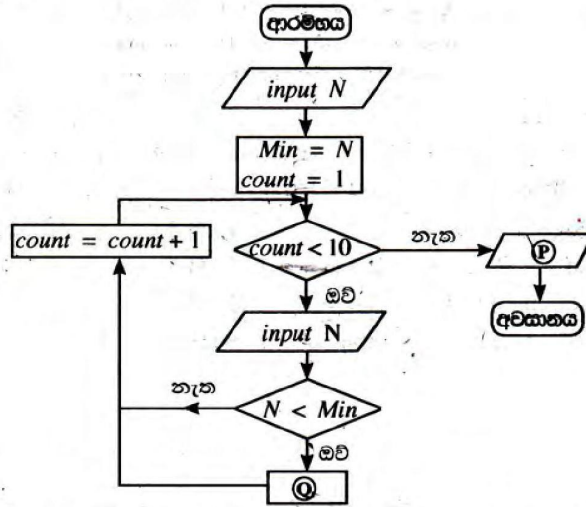 ආරම්භය
input N
Min = N
count = 1
count = count + 1
count < 10
නැත
P
ඔව්
අවසානය
input N
නැත
N < Min
ඔව්
Q